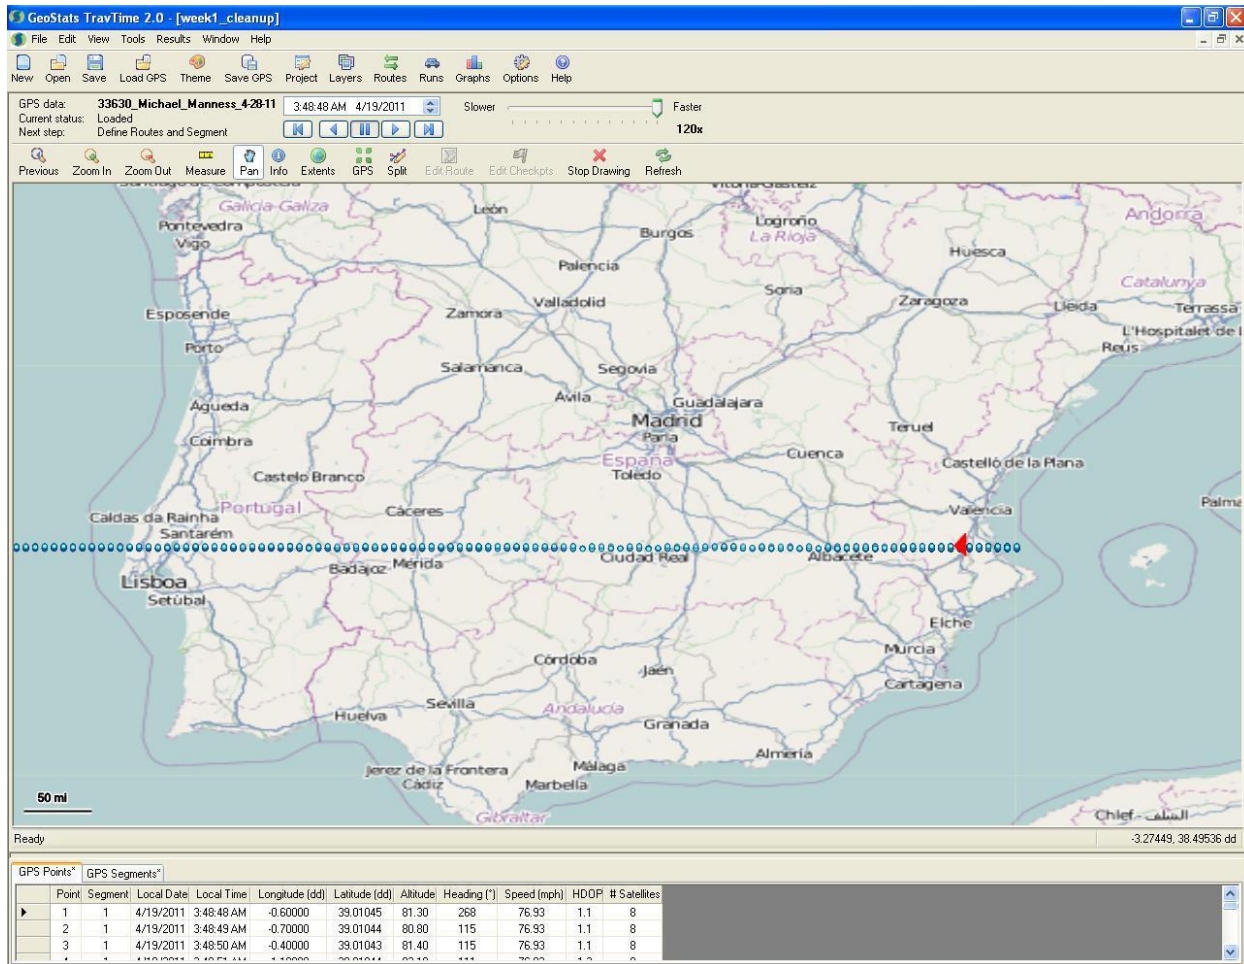 GeoStats TravTime 2.0 - [week1_cleanup]
File Edit View Tools Results Window Help
New Open Save Load GPS Theme Save GPS Project Layers Routes Runs Graphs Options Help
GPS data: 33630_Michael_Manness_4-28-11 3:48:48 AM 4/19/2011 Slower Faster
Current status: Loaded
120x
Next step: Define Routes and Segment
Previous Zoom In Zoom Out Measure Pan Info Extents GPS Split Edit Route Edit Checkpts Stop Drawing Refresh
Santiago de Compostela Vitoria-Gasteiz
Galicia-Galiza León Andorra
Pontevedra Logroño
Vigo Burgos La Rioja
Huesca
Palencia
Catalunya
Soria
Esposende Zamora Valladolid Zaragoza Lleida Terrassa
L'Hospitalet de l
Porto Reus
Salamanca Segovia
Ávila Guadalajara
Águeda Madrid
Teruel
Coimbra Parla
Cuenca
España Castelló de la Plana
Castelo Branco Toledo
Portugal Cáceres Valencia Palma
Caldas da Rainha
Santarém
Ciudad Real Albacete
Lisboa Badajoz Mérida
Setúbal
Elche
Murcia
Córdoba Jaén
Cartagena
Sevilla
Huelva Andalucía
Granada
Almería
Jerez de la Frontera Málaga
Cádiz Marbella
50 mi
Gibraltar Chlef - الشلف
Ready -3.27449, 38.49536 dd
GPS Points* GPS Segments*
Point Segment Local Date Local Time Longitude (dd) Latitude (dd) Altitude Heading (°) Speed (mph) HDOP # Satellites
1 1 4/19/2011 3:48:48 AM -0.60000 39.01045 81.30 268 76.93 1.1 8
2 1 4/19/2011 3:48:49 AM -0.70000 39.01044 80.80 115 76.93 1.1 8
3 1 4/19/2011 3:48:50 AM -0.40000 39.01043 81.40 115 76.93 1.1 8